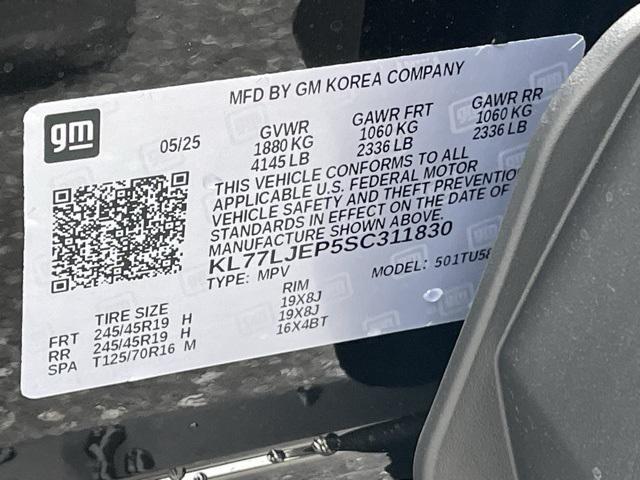 MFD BY GM KOREA COMPANY
gm
05/25
GVWR
1880 KG
4145 LB
GAWR FRT
1060 KG
2336 LB
GAWR RR
1060 KG
2336 LB
THIS VEHICLE CONFORMS TO ALL
APPLICABLE U.S. FEDERAL MOTOR
VEHICLE SAFETY AND THEFT PREVENTIO
STANDARDS IN EFFECT ON THE DATE OF
MANUFACTURE SHOWN ABOVE.
KL77LJEP5SC311830
TYPE: MPV
MODEL: 501TU58
TIRE SIZE
RIM
FRT 245/45R19 H 19X8J
RR 245/45R19 H 19X8J
SPA T125/70R16 M 16X4BT